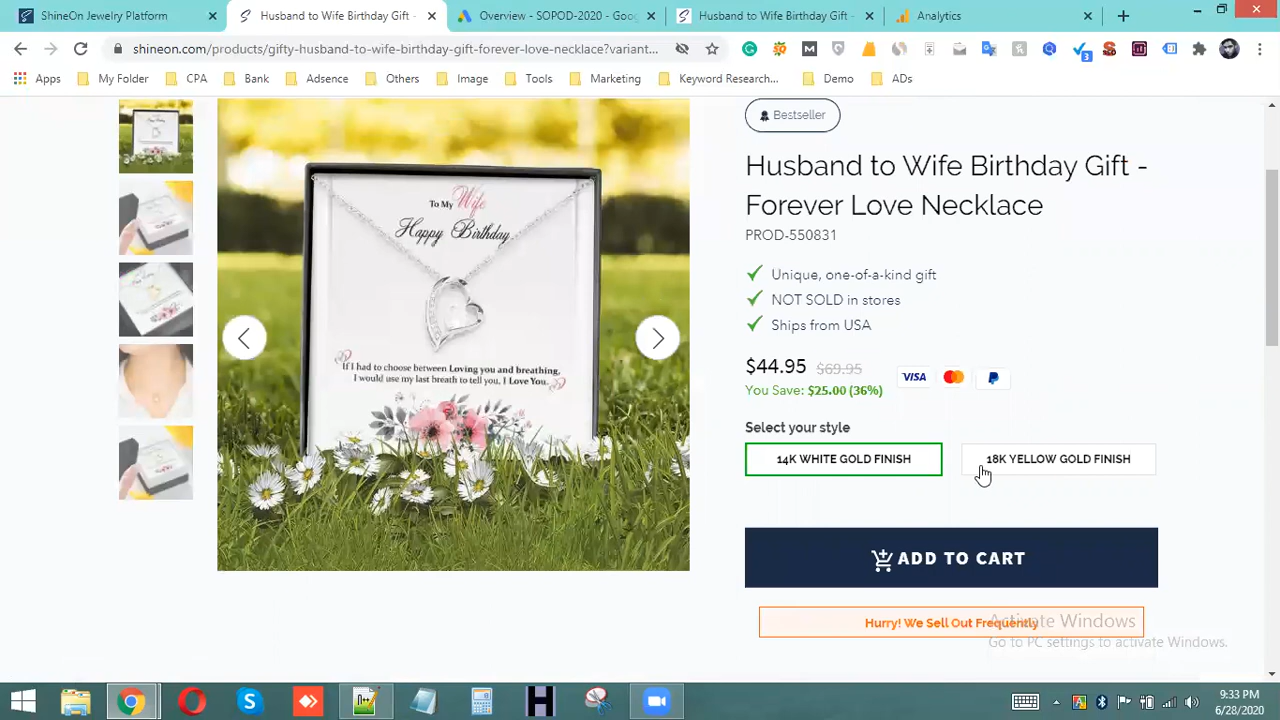 ShineOn Jewelry Platform
Husband to Wife Birthday Gift -
Overview - SOPOD-2020 - Goo
Husband to Wife Birthday Gift -
Analytics
shineon.com/products/gifty-husband-to-wife-birthday-gift-forever-love-necklace?variant...
3
Apps
My Folder
CPA
Bank
Adsence
Others
Image
Tools
Marketing
Keyword Research...
Demo
ADs
Bestseller
Husband to Wife Birthday Gift -
Forever Love Necklace
PROD-550831
Unique, one-of-a-kind gift
NOT SOLD in stores
Ships from USA
$44.95 $69.95
You Save: $25.00 (36%)
VISA
Select your style
14K WHITE GOLD FINISH
18K YELLOW GOLD FINISH
ADD TO CART
Hurry! We Sell Out Frequently
Activate Windows
Go to PC settings to activate Windows.
To My Wife
Happy Birthday
If I had to choose between Loving you and breathing,
I would use my last breath to tell you, I Love You.
9:33 PM
6/28/2020